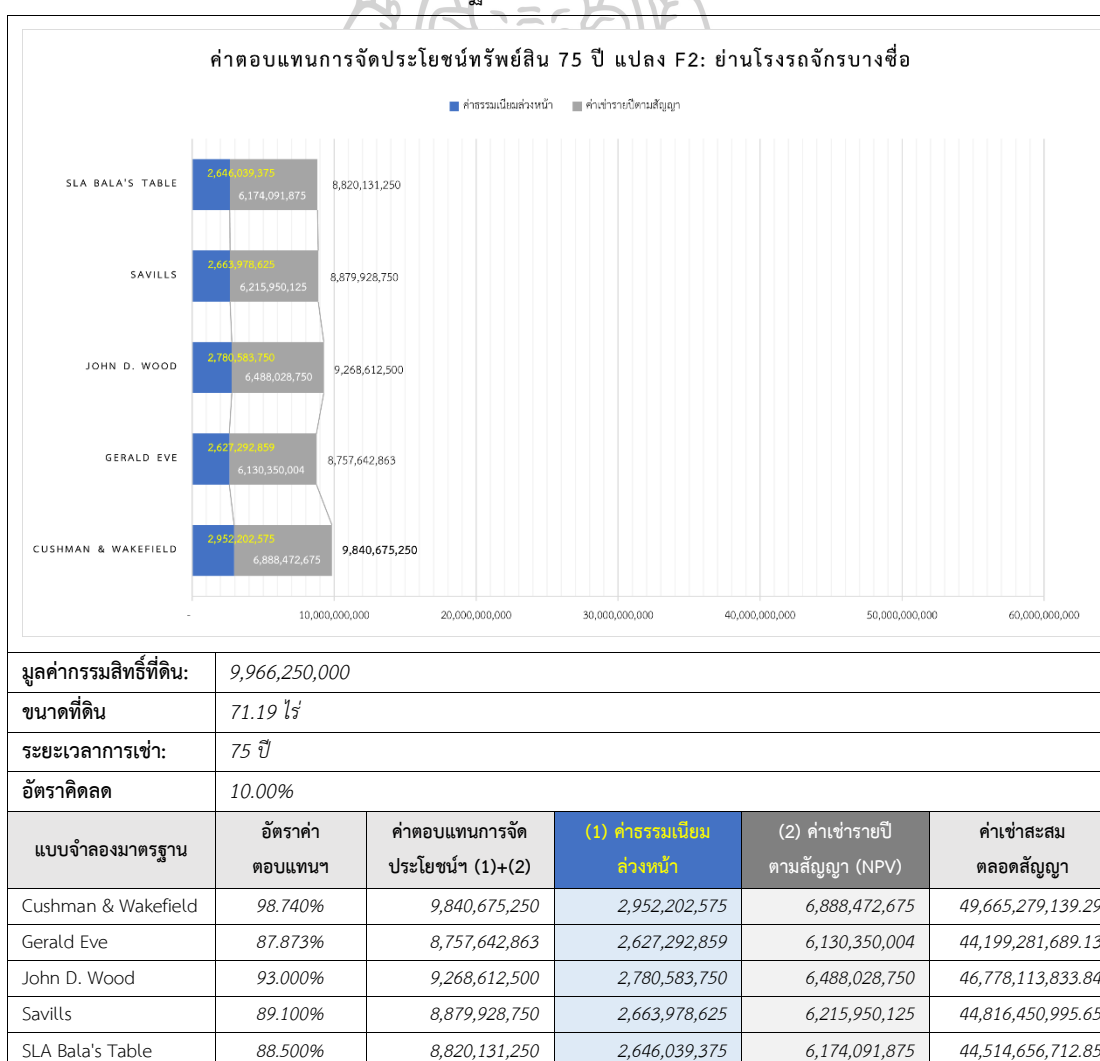 ค่าตอบแทนการจัดประโยชน์ทรัพย์สิน 75 ปี แปลง F2: ย่านโรงรถจักรบางซื่อ
ค่าธรรมเนียมล่วงหน้า ค่าเช่ารายปีตามสัญญา
SLA BALA'S TABLE 2,646,039,375 6,174,091,875 8,820,131,250
SAVILLS 2,663,978,625 6,215,950,125 8,879,928,750
JOHN D. WOOD 2,780,583,750 6,488,028,750 9,268,612,500
GERALD EVE 2,627,292,859 6,130,350,004 8,757,642,863
CUSHMAN & WAKEFIELD 2,952,202,575 6,888,472,675 9,840,675,250
- 10,000,000,000 20,000,000,000 30,000,000,000 40,000,000,000 50,000,000,000 60,000,000,000
มูลค่ากรรมสิทธิ์ที่ดิน: 9,966,250,000
ขนาดที่ดิน 71.19 ไร่
ระยะเวลาการเช่า: 75 ปี
อัตราคิดลด 10.00%
แบบจำลองมาตรฐาน อัตราค่า ค่าตอบแทนการจัด (1) ค่าธรรมเนียม (2) ค่าเช่ารายปี ค่าเช่าสะสม
ตอบแทนฯ ประโยชน์ฯ (1)+(2) ล่วงหน้า ตามสัญญา (NPV) ตลอดสัญญา
Cushman & Wakefield 98.740% 9,840,675,250 2,952,202,575 6,888,472,675 49,665,279,139.29
Gerald Eve 87.873% 8,757,642,863 2,627,292,859 6,130,350,004 44,199,281,689.13
John D. Wood 93.000% 9,268,612,500 2,780,583,750 6,488,028,750 46,778,113,833.84
Savills 89.100% 8,879,928,750 2,663,978,625 6,215,950,125 44,816,450,995.65
SLA Bala's Table 88.500% 8,820,131,250 2,646,039,375 6,174,091,875 44,514,656,712.85